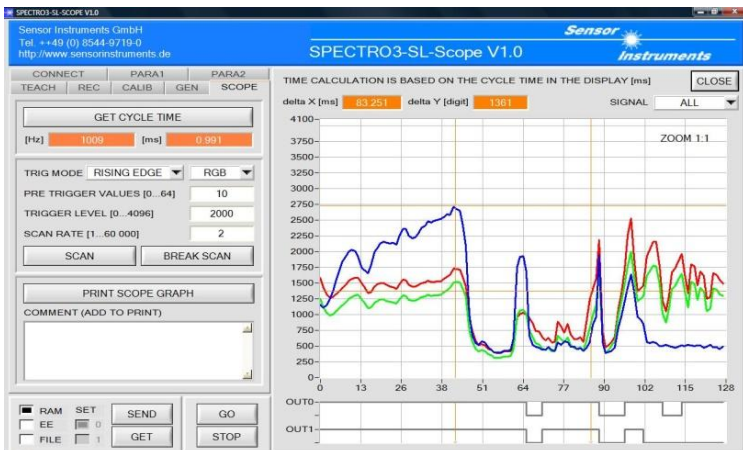 SPECTRO3-SL-SCOPE V1.0
Sensor Instruments GmbH
Tel. ++49 (0) 8544-9719-0
http://www.sensorinstruments.de
SPECTRO3-SL-Scope V1.0
Sensor
Instruments
CONNECT PARA1 PARA2
TEACH REC CALIB GEN SCOPE
GET CYCLE TIME
[Hz] 1009 [ms] 0.991
TRIG MODE RISING EDGE RGB
PRE TRIGGER VALUES [0...64] 10
TRIGGER LEVEL [0...4096] 2000
SCAN RATE [1...60 000] 2
SCAN BREAK SCAN
PRINT SCOPE GRAPH
COMMENT (ADD TO PRINT)
RAM SET SEND GO
EE 0
FILE 1 GET STOP
TIME CALCULATION IS BASED ON THE CYCLE TIME IN THE DISPLAY [ms] CLOSE
delta X [ms] 83.251 delta Y [digit] 1361 SIGNAL ALL
ZOOM 1:1
4100
3750
3500
3250
3000
2750
2500
2250
2000
1750
1500
1250
1000
750
500
250
0
0 13 26 38 51 64 77 90 102 115 128
OUT0
OUT1